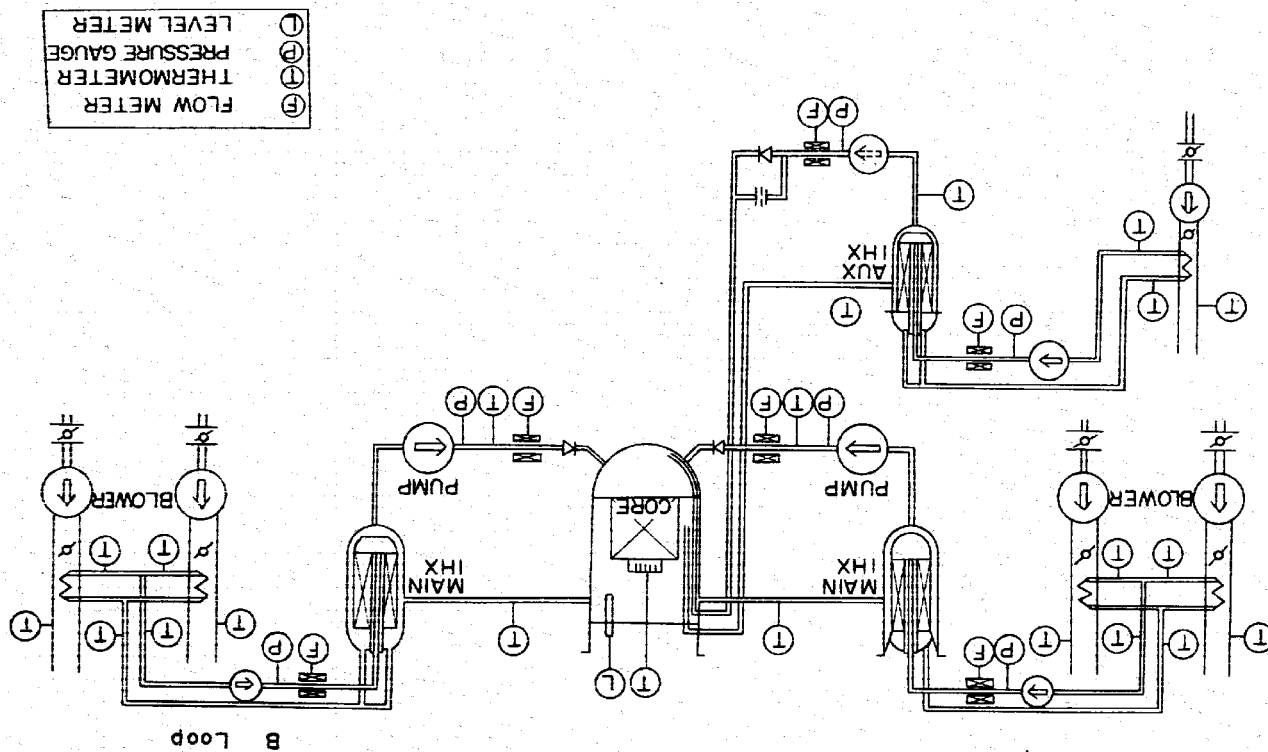 B Loop
T L
T T T T P F T T F P T T T T
MAIN
IHX
MAIN
IHX
T T T T
CORE
BLOWER
BLOWER
PUMP
PUMP
P T F F T P
P F
T T T
AUX
IHX
T
T
P F
F FLOW METER
T THERMOMETER
P PRESSURE GAUGE
L LEVEL METER